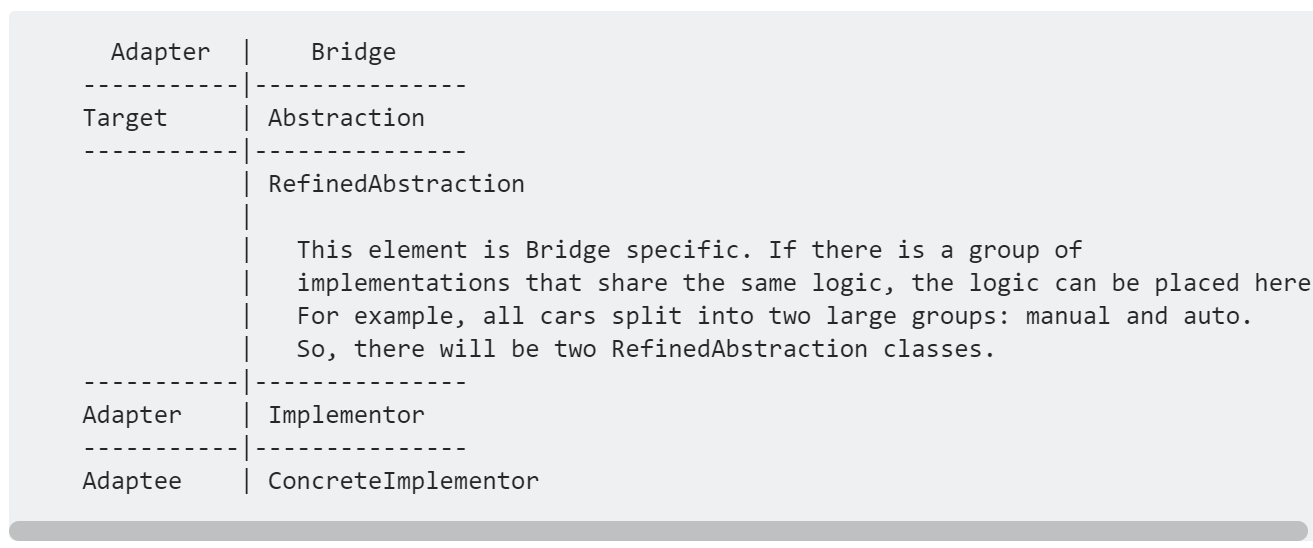 Adapter  |    Bridge
-----------|---------------
Target     | Abstraction
-----------|---------------
           | RefinedAbstraction
           |
           |   This element is Bridge specific. If there is a group of
           |   implementations that share the same logic, the logic can be placed here
           |   For example, all cars split into two large groups: manual and auto.
           |   So, there will be two RefinedAbstraction classes.
-----------|---------------
Adapter    | Implementor
-----------|---------------
Adaptee    | ConcreteImplementor